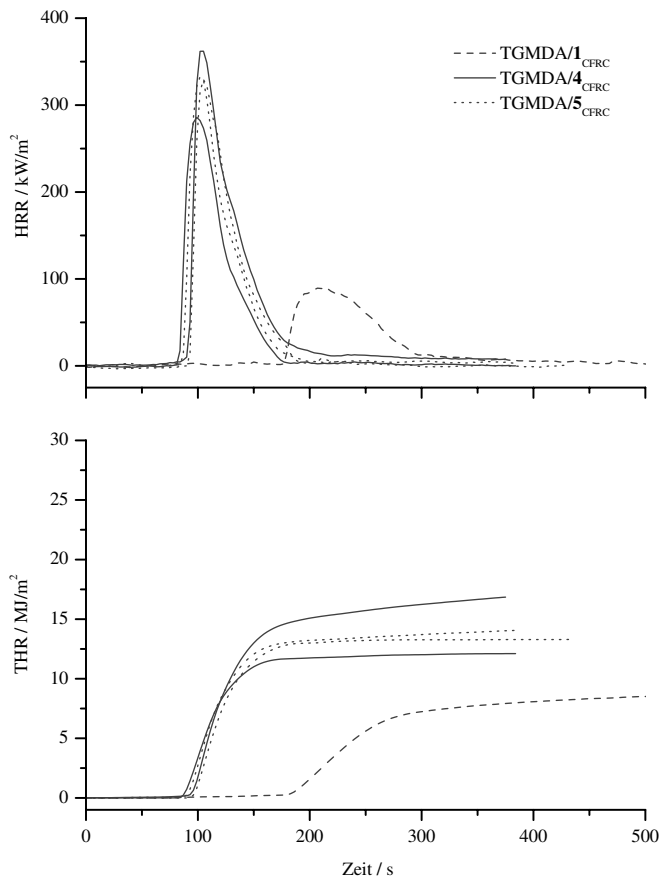 400
300
200
100
0
HRR / kW/m²
TGMDA/1CFRC
TGMDA/4CFRC
TGMDA/5CFRC
30
25
20
15
10
5
0
THR / MJ/m²
0 100 200 300 400 500
Zeit / s